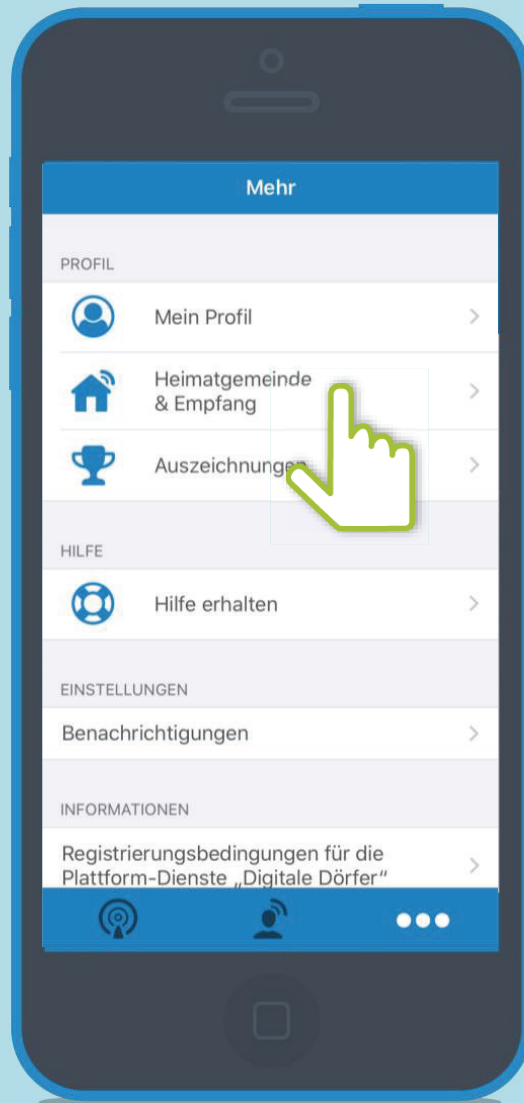 Mehr
PROFIL
Mein Profil
Heimatgemeinde
& Empfang
Auszeichnungen
HILFE
Hilfe erhalten
EINSTELLUNGEN
Benachrichtigungen
INFORMATIONEN
Registrierungsbedingungen für die
Plattform-Dienste „Digitale Dörfer“